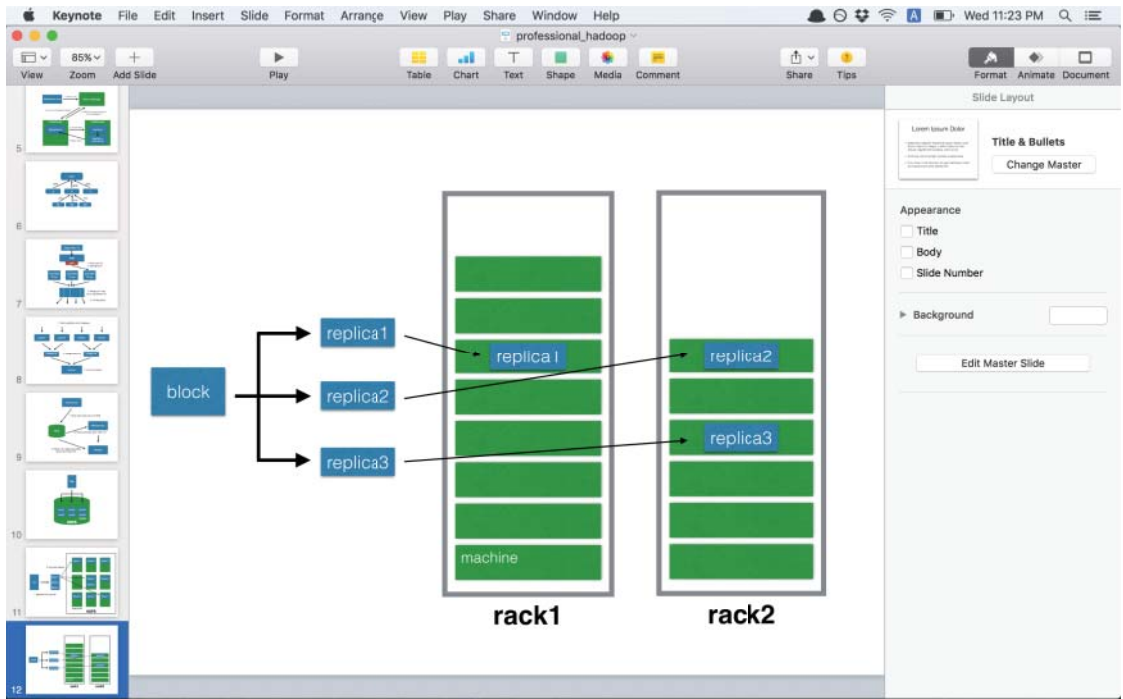 Keynote File Edit Insert Slide Format Arrange View Play Share Window Help A Wed 11:23 PM
professional_hadoop
85%
View Zoom Add Slide Play Table Chart Text Shape Media Comment Share Tips Format Animate Document
Slide Layout
Lorem Ipsum Dolor
Title & Bullets
Change Master
Appearance
Title
Body
Slide Number
Background
Edit Master Slide
5
6
7
8
9
10
11
12
block
replica1
replica2
replica3
replica1
replica2
replica3
machine
rack1
rack2